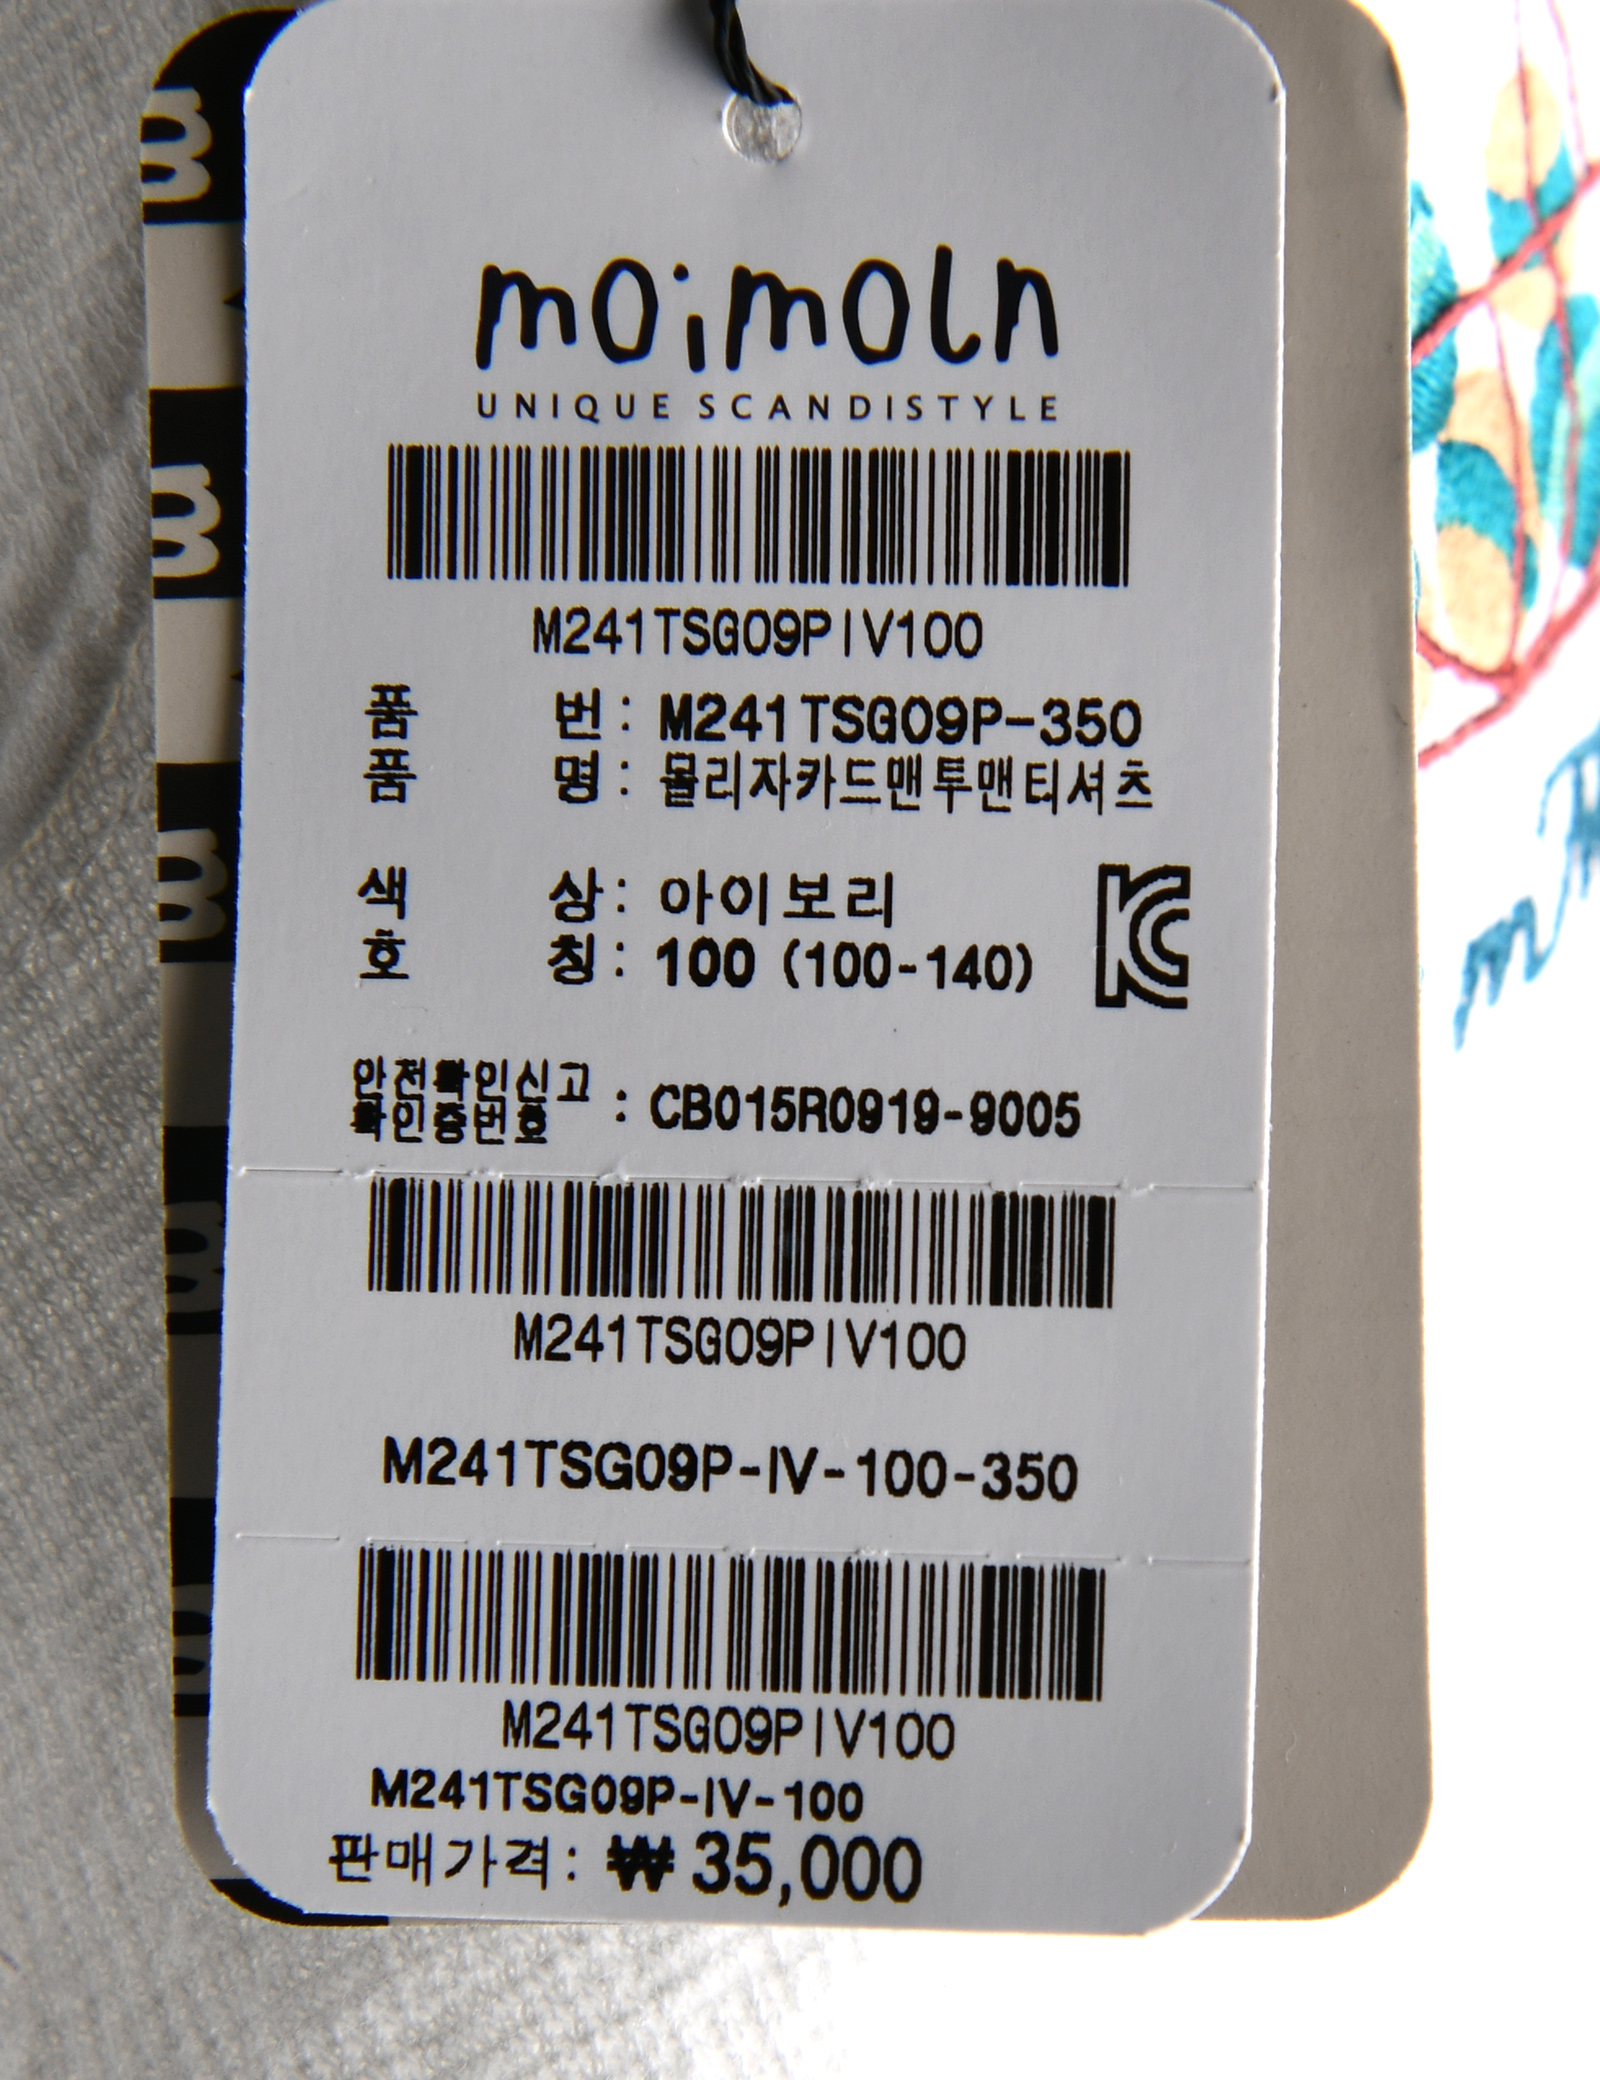 moimoln
UNIQUE SCANDISTYLE
M241TSG09PIV100
품 번 : M241TSG09P-350
품 명 : 몰리자카드맨투맨티셔츠
색 상 : 아이보리
호 칭 : 100 (100-140)
안전확인신고
확인증번호 : CB015R0919-9005
M241TSG09PIV100
M241TSG09P-IV-100-350
M241TSG09PIV100
M241TSG09P-IV-100
판매가격 : ₩ 35,000